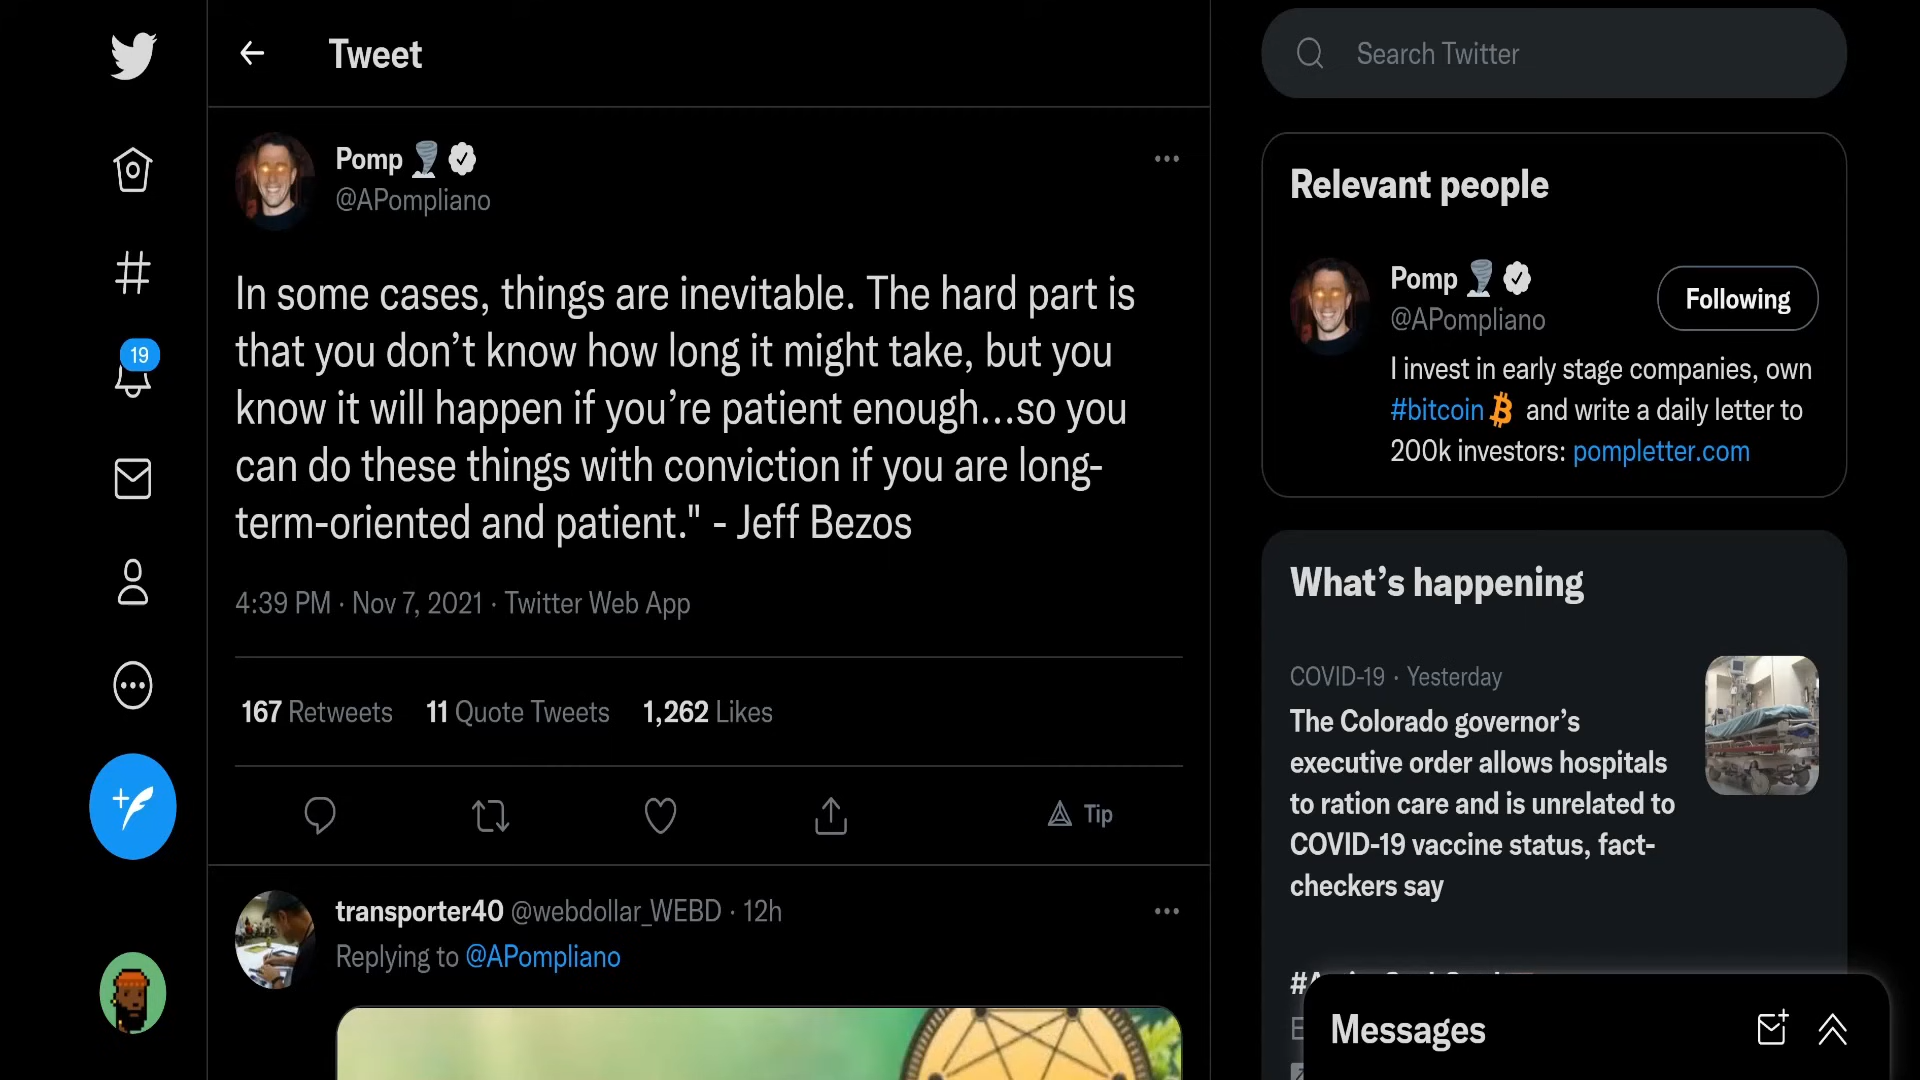 Tweet
Search Twitter
Pomp
@APompliano
In some cases, things are inevitable. The hard part is
that you don’t know how long it might take, but you
know it will happen if you’re patient enough...so you
can do these things with conviction if you are long-
term-oriented and patient." - Jeff Bezos
4:39 PM · Nov 7, 2021 · Twitter Web App
167 Retweets 11 Quote Tweets 1,262 Likes
Tip
transporter40 @webdollar_WEBD · 12h
Replying to @APompliano
19
Relevant people
Pomp
@APompliano
Following
I invest in early stage companies, own
#bitcoin and write a daily letter to
200k investors: pompletter.com
What’s happening
COVID-19 · Yesterday
The Colorado governor’s
executive order allows hospitals
to ration care and is unrelated to
COVID-19 vaccine status, fact-
checkers say
Messages